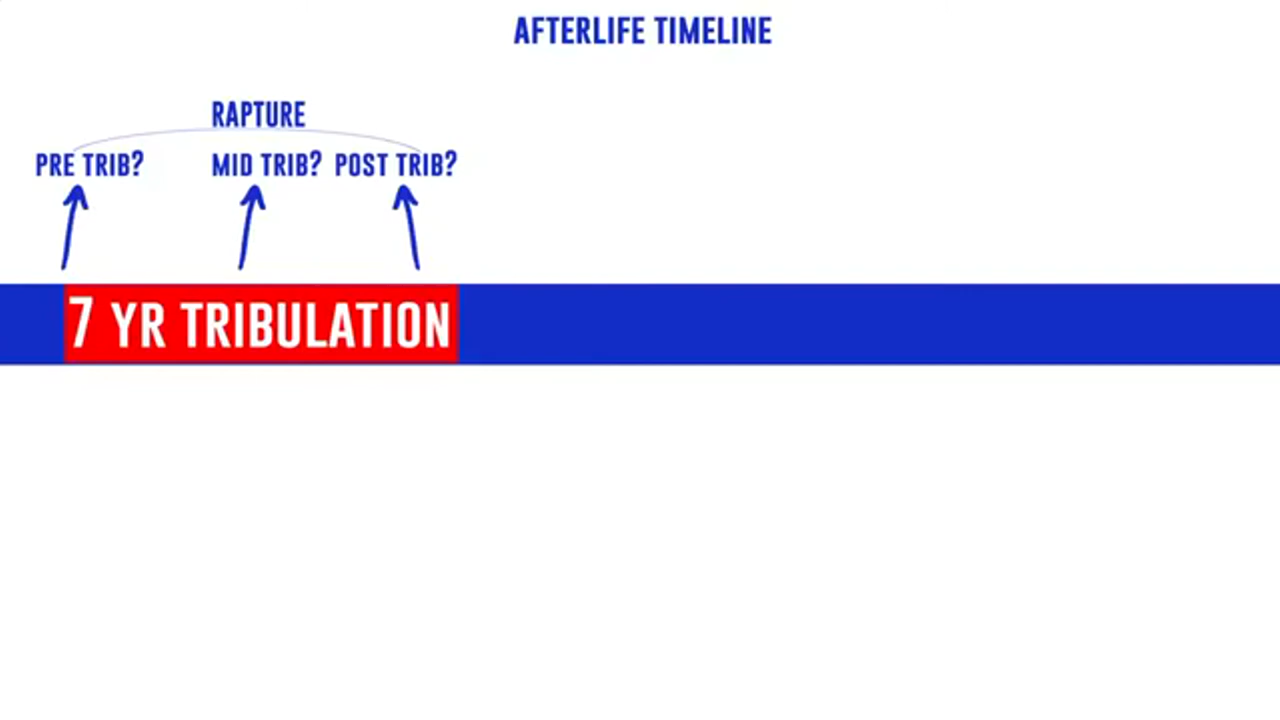 AFTERLIFE TIMELINE
RAPTURE
PRE TRIB? MID TRIB? POST TRIB?
7 YR TRIBULATION